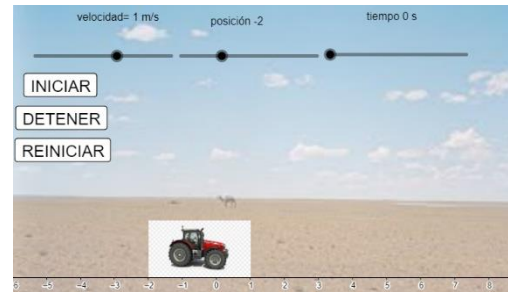 velocidad= 1 m/s
posición -2
tiempo 0 s
INICIAR
DETENER
REINICIAR
-5 -4 -3 -2 -1 0 1 2 3 4 5 6 7 8